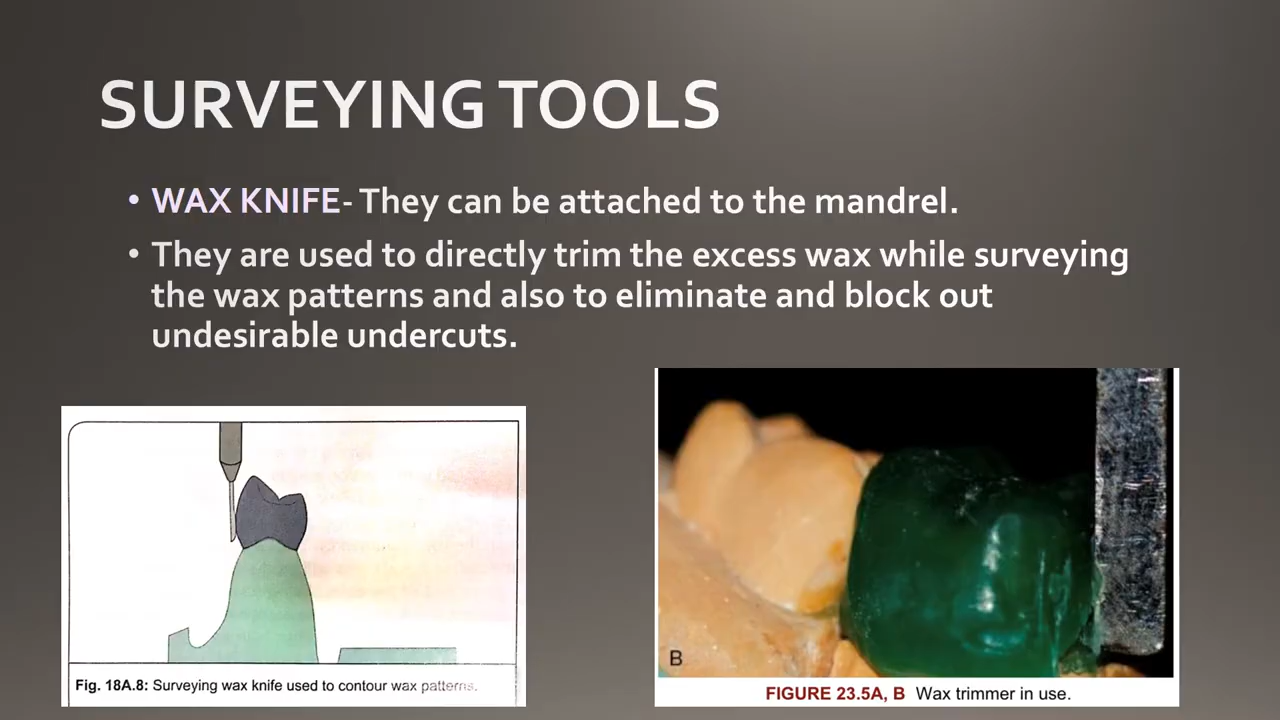 SURVEYING TOOLS
• WAX KNIFE- They can be attached to the mandrel.
• They are used to directly trim the excess wax while surveying
the wax patterns and also to eliminate and block out
undesirable undercuts.
Fig. 18A.8: Surveying wax knife used to contour wax patterns.
B
FIGURE 23.5A, B Wax trimmer in use.